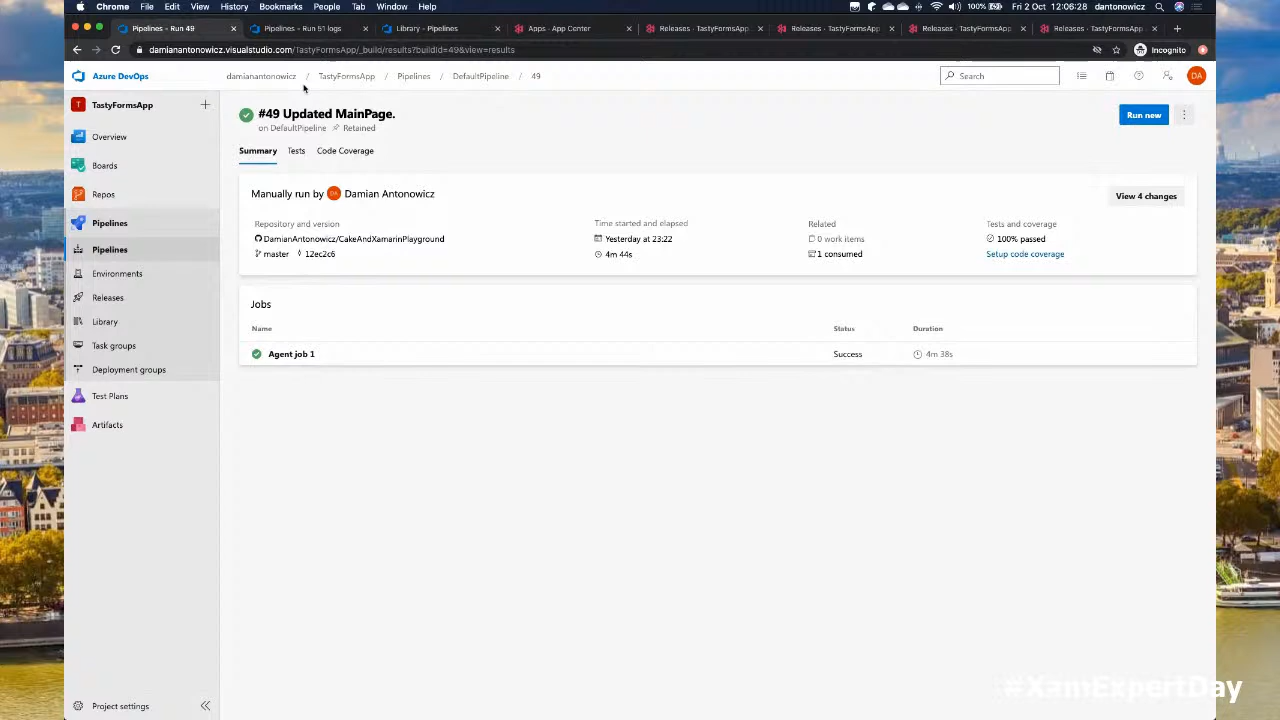 Chrome File Edit View History Bookmarks People Tab Window Help 100% Fri 2 Oct 12:06:28 dantonowicz
Pipelines - Run 49 Pipelines - Run 51 logs Library - Pipelines Apps - App Center Releases - TastyFormsApp Releases - TastyFormsApp Releases - TastyFormsApp Releases - TastyFormsApp
damianantonowicz.visualstudio.com/TastyFormsApp/_build/results?buildId=49&view=results Incognito
Azure DevOps damianantonowicz / TastyFormsApp / Pipelines / DefaultPipeline / 49 Search DA
T TastyFormsApp
Overview
Boards
Repos
Pipelines
Pipelines
Environments
Releases
Library
Task groups
Deployment groups
Test Plans
Artifacts
Project settings
#49 Updated MainPage.
on DefaultPipeline Retained
Run new
Summary Tests Code Coverage
Manually run by DA Damian Antonowicz
View 4 changes
Repository and version Time started and elapsed Related Tests and coverage
DamianAntonowicz/CakeAndXamarinPlayground Yesterday at 23:22 0 work items 100% passed
master 12ec2c6 4m 44s 1 consumed Setup code coverage
Jobs
Name Status Duration
Agent job 1 Success 4m 38s
#XamExpertDay